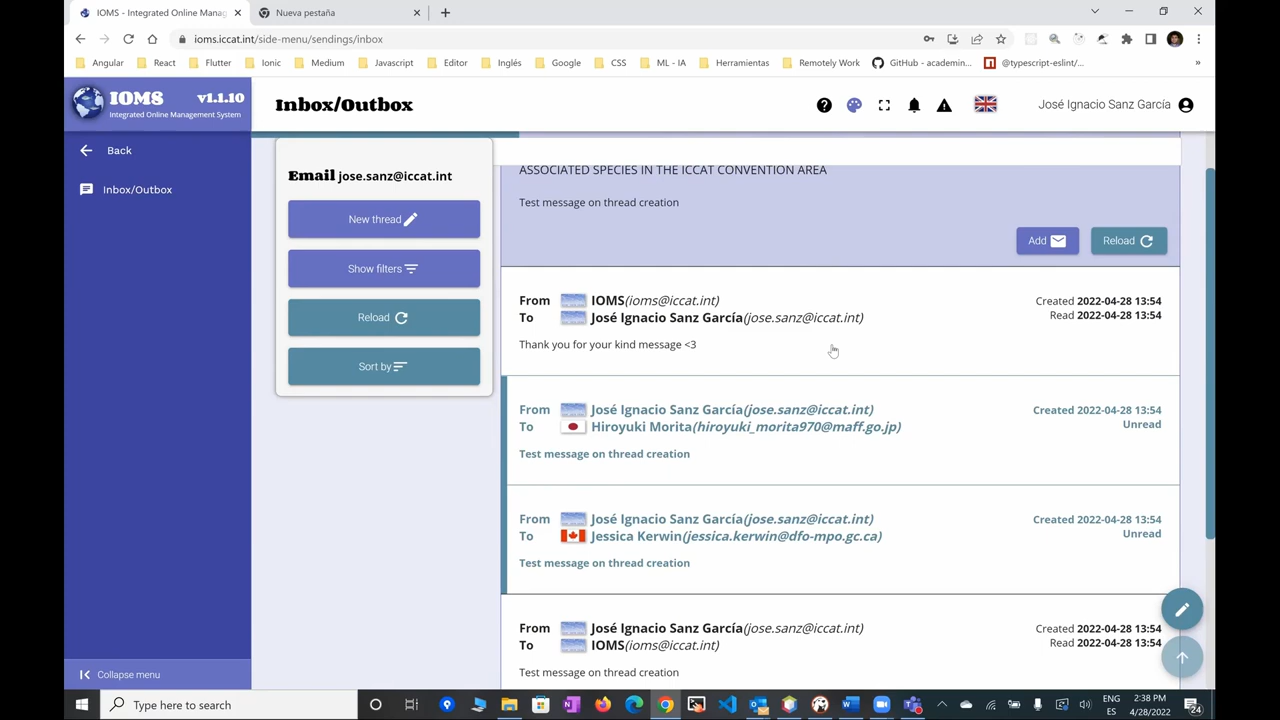 IOMS - Integrated Online Manag
Nueva pestaña
ioms.iccat.int/side-menu/sendings/inbox
Angular
React
Flutter
Ionic
Medium
Javascript
Editor
Inglés
Google
CSS
ML - IA
Herramientas
Remotely Work
GitHub - academin...
@typescript-eslint/...
»
IOMS v1.1.10
Integrated Online Management System
Inbox/Outbox
José Ignacio Sanz García
Back
Inbox/Outbox
Email jose.sanz@iccat.int
New thread
Show filters
Reload
Sort by
ASSOCIATED SPECIES IN THE ICCAT CONVENTION AREA
Test message on thread creation
Add
Reload
From IOMS(ioms@iccat.int)
Created 2022-04-28 13:54
To José Ignacio Sanz García(jose.sanz@iccat.int)
Read 2022-04-28 13:54
Thank you for your kind message <3
From José Ignacio Sanz García(jose.sanz@iccat.int)
Created 2022-04-28 13:54
To Hiroyuki Morita(hiroyuki_morita970@maff.go.jp)
Unread
Test message on thread creation
From José Ignacio Sanz García(jose.sanz@iccat.int)
Created 2022-04-28 13:54
To Jessica Kerwin(jessica.kerwin@dfo-mpo.gc.ca)
Unread
Test message on thread creation
From José Ignacio Sanz García(jose.sanz@iccat.int)
Created 2022-04-28 13:54
To IOMS(ioms@iccat.int)
Read 2022-04-28 13:54
Test message on thread creation
Collapse menu
Type here to search
ENG
ES
2:38 PM
4/28/2022
24